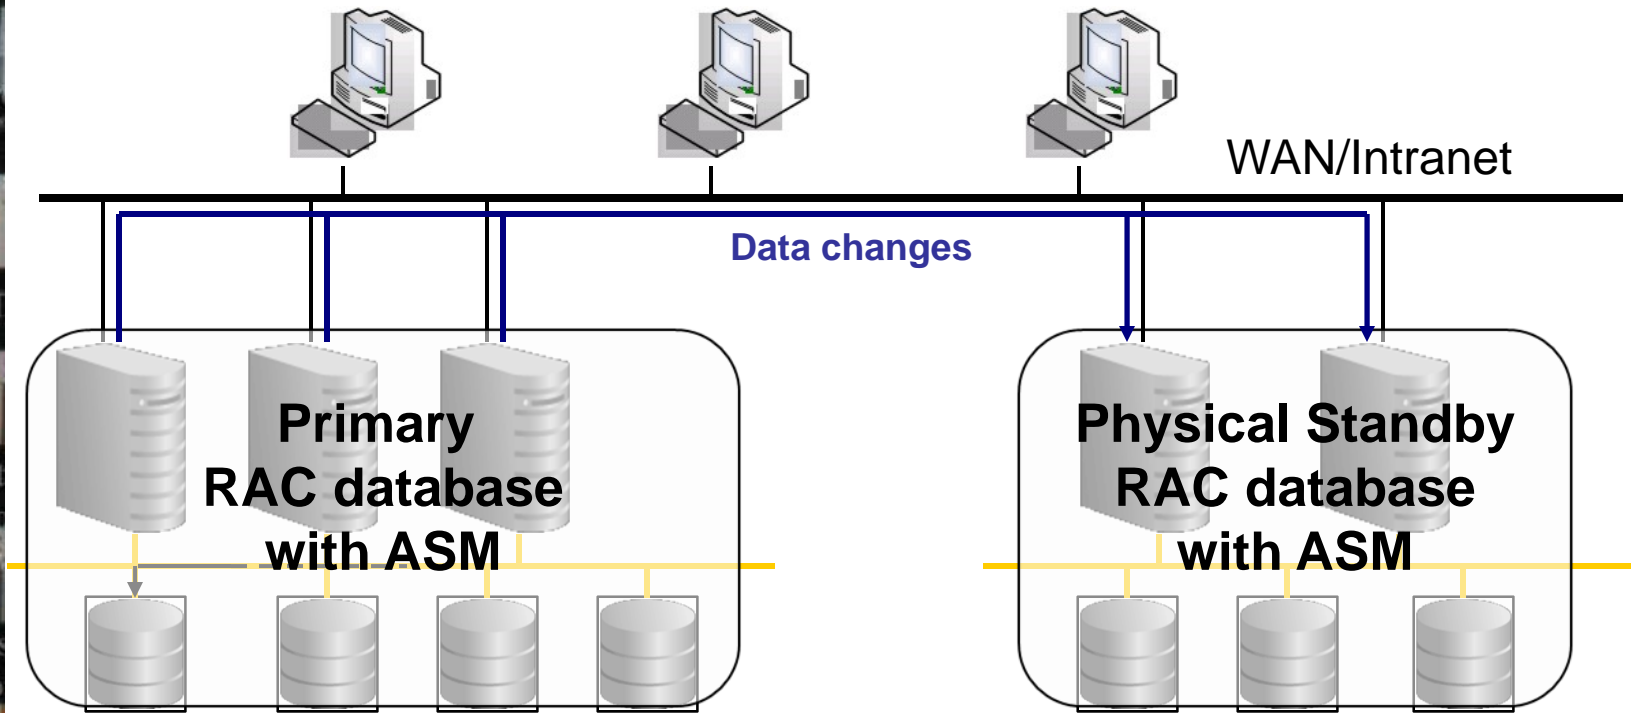 WAN/Intranet
Data changes
Primary
RAC database
with ASM
Physical Standby
RAC database
with ASM